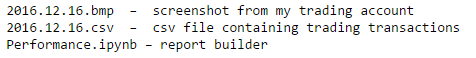 2016.12.16.bmp  –  screenshot from my trading account
2016.12.16.csv  –  csv file containing trading transactions
Performance.ipynb – report builder